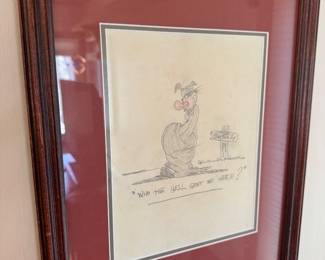 "WHO THE HELL SENT ME HERE?"